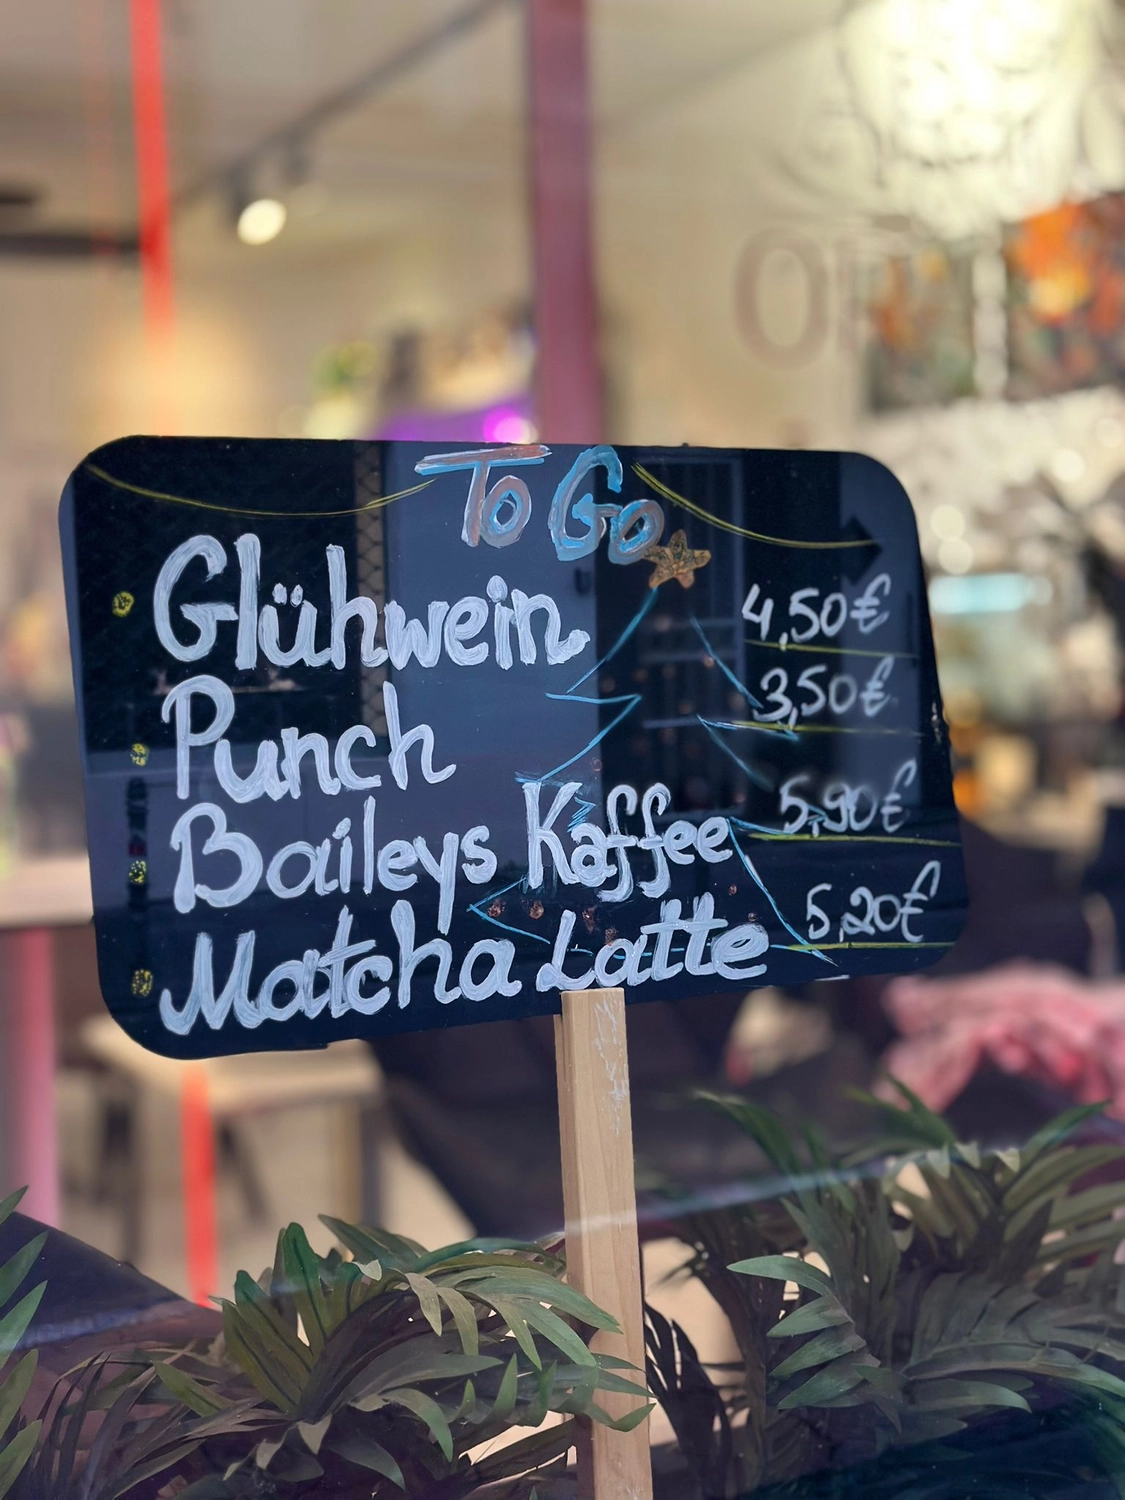 To Go
Glühwein 4,50€
Punch 3,50€
Baileys Kaffee 5,90€
Matcha Latte 5,20€